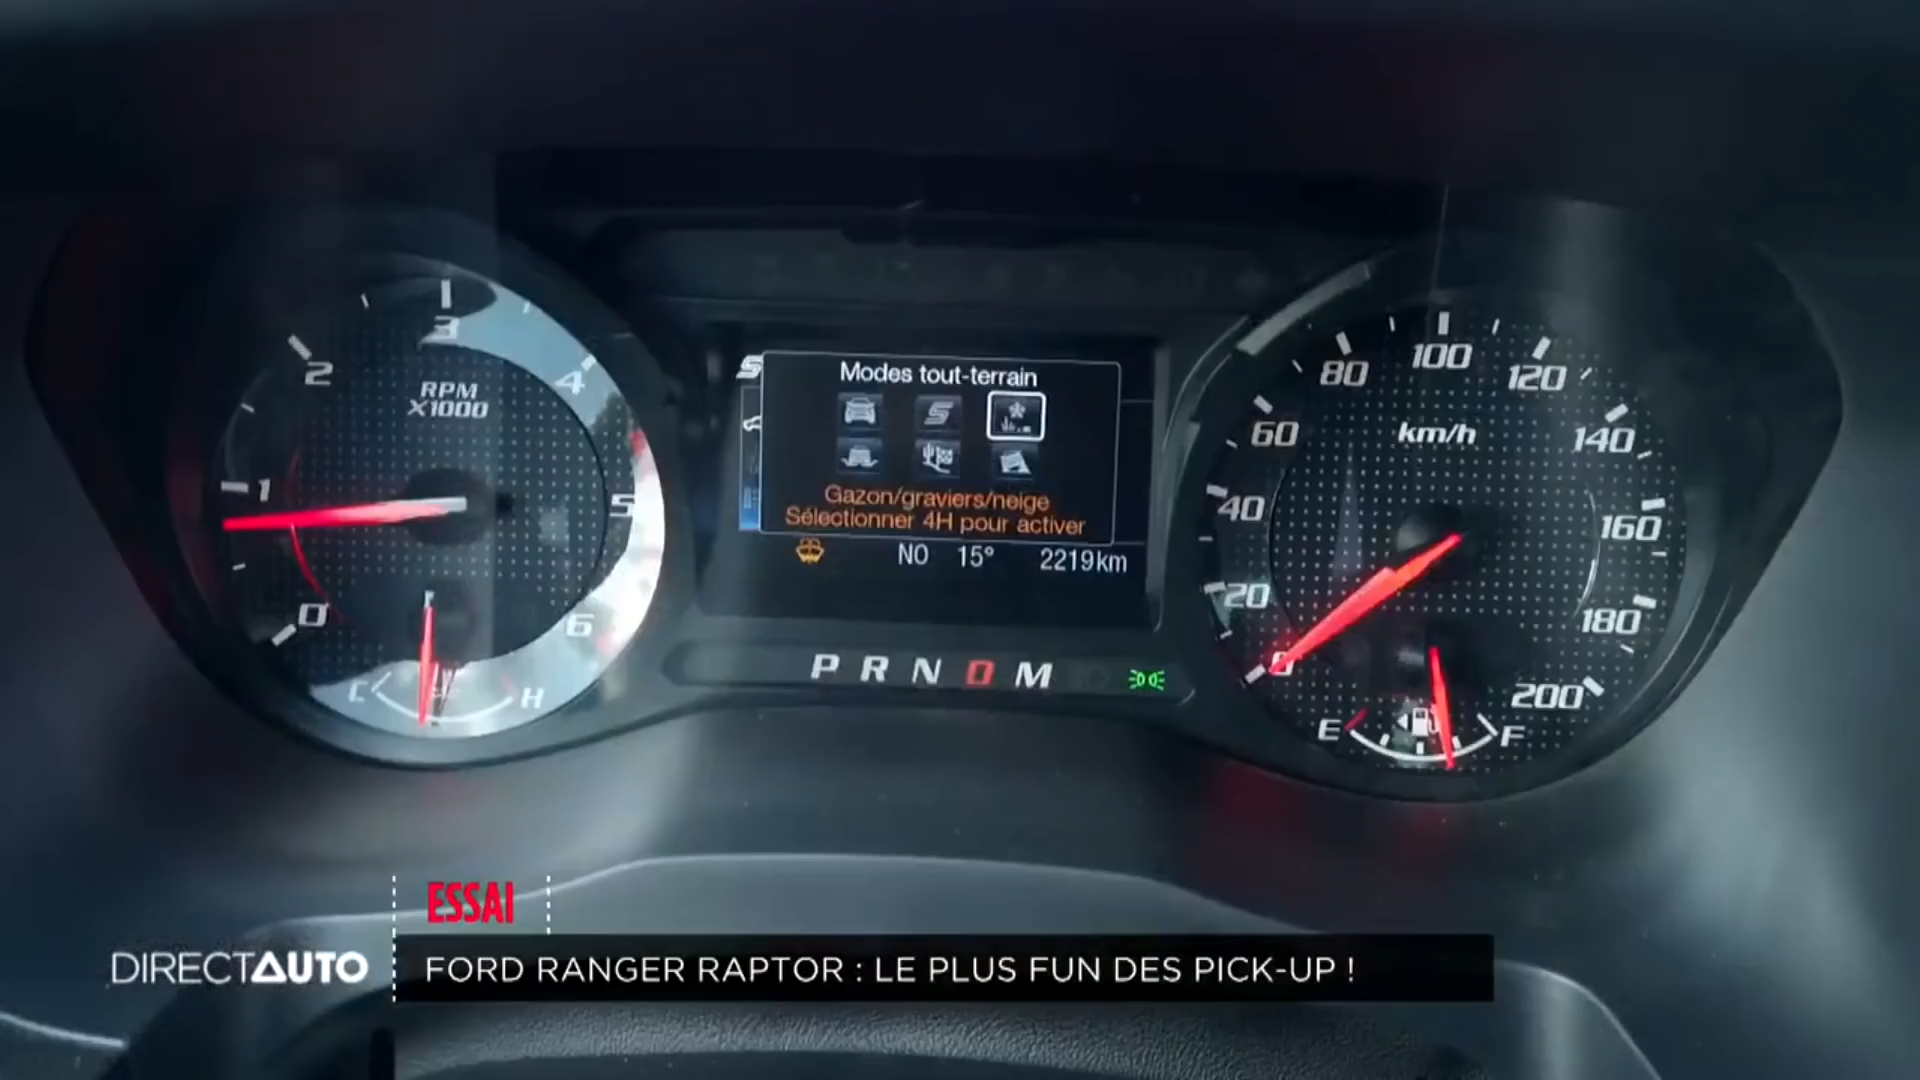 3
2
4
RPM
X1000
1
5
0
6
C
H
Modes tout-terrain
S
Gazon/graviers/neige
Sélectionner 4H pour activer
NO 15° 2219km
P R N D M
100
80
120
60
km/h
140
40
160
20
180
0
200
E
F
ESSAI
DIRECTAUTO
FORD RANGER RAPTOR : LE PLUS FUN DES PICK-UP !